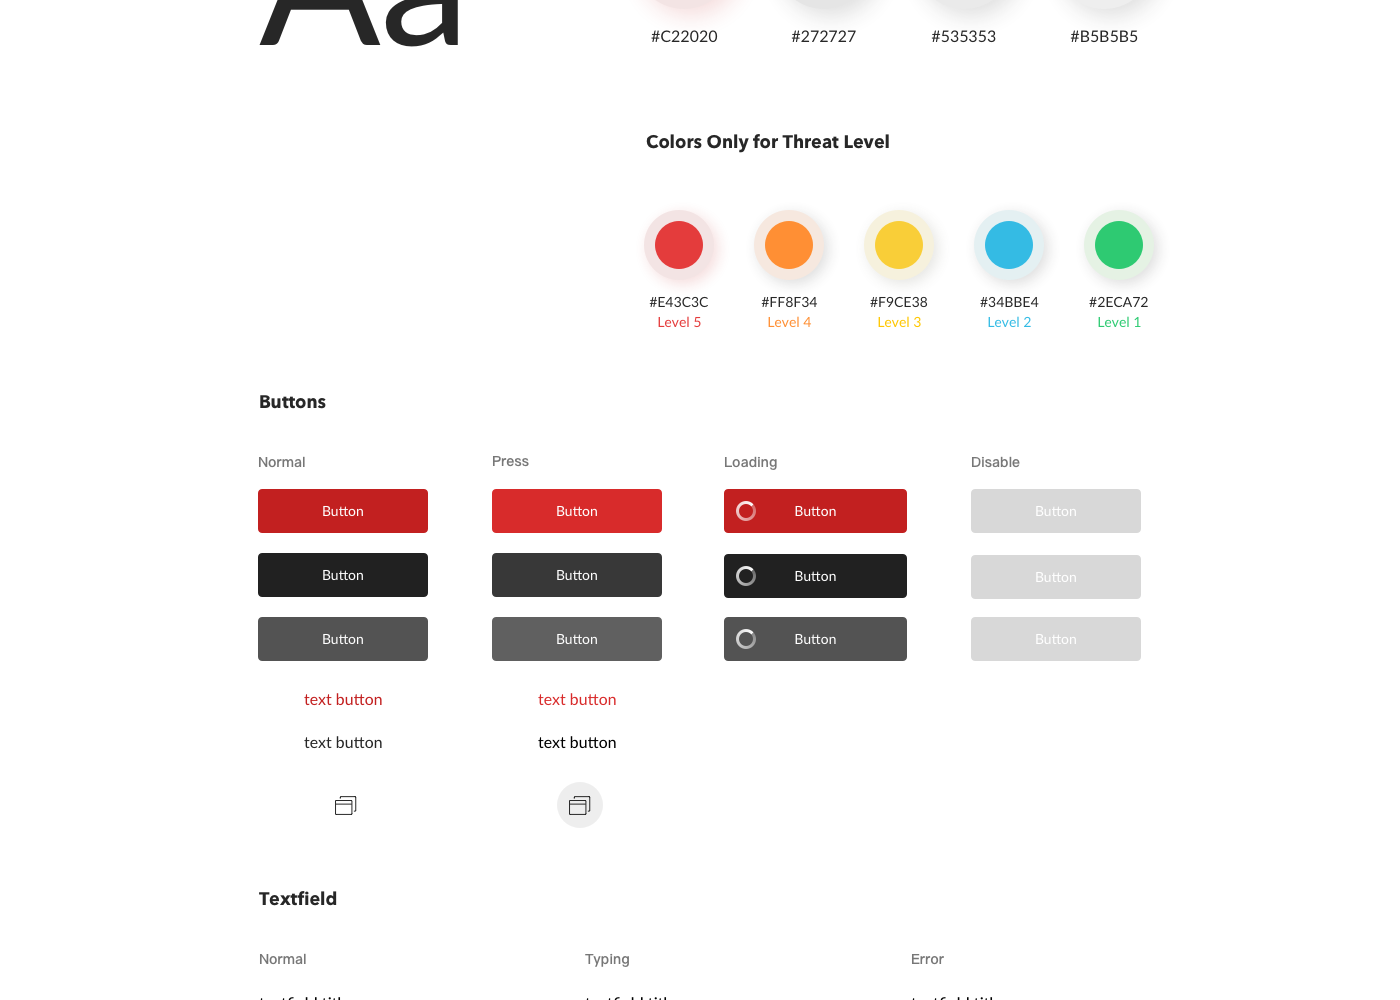 Aa
#C22020 #272727 #535353 #B5B5B5
Colors Only for Threat Level
#E43C3C #FF8F34 #F9CE38 #34BBE4 #2ECA72
Level 5 Level 4 Level 3 Level 2 Level 1
Buttons
Normal Press Loading Disable
Button Button Button Button
Button Button Button Button
Button Button Button Button
text button text button
text button text button
Textfield
Normal Typing Error